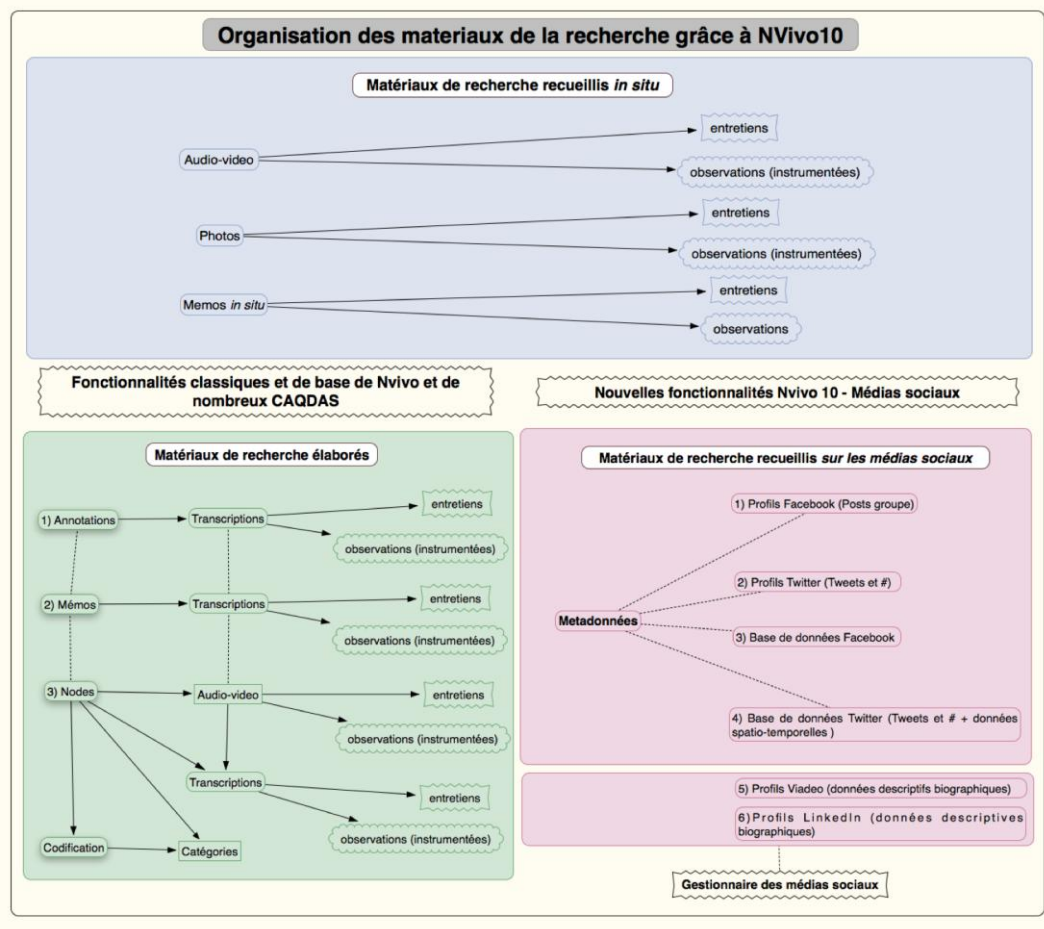 Organisation des materiaux de la recherche grâce à NVivo10
Matériaux de recherche recueillis in situ
Audio-video
entretiens
observations (instrumentées)
Photos
entretiens
observations (instrumentées)
Memos in situ
entretiens
observations
Fonctionnalités classiques et de base de Nvivo et de
nombreux CAQDAS
Matériaux de recherche élaborés
1) Annotations
Transcriptions
entretiens
observations (instrumentées)
2) Mémos
Transcriptions
entretiens
observations (instrumentées)
3) Nodes
Audio-video
entretiens
observations (instrumentées)
Transcriptions
entretiens
observations (instrumentées)
Codification
Catégories
Nouvelles fonctionnalités Nvivo 10 - Médias sociaux
Matériaux de recherche recueillis sur les médias sociaux
Metadonnées
1) Profils Facebook (Posts groupe)
2) Profils Twitter (Tweets et #)
3) Base de données Facebook
4) Base de données Twitter (Tweets et # + données
spatio-temporelles )
5) Profils Viadeo (données descriptifs biographiques)
6)Profils LinkedIn (données descriptives
biographiques)
Gestionnaire des médias sociaux